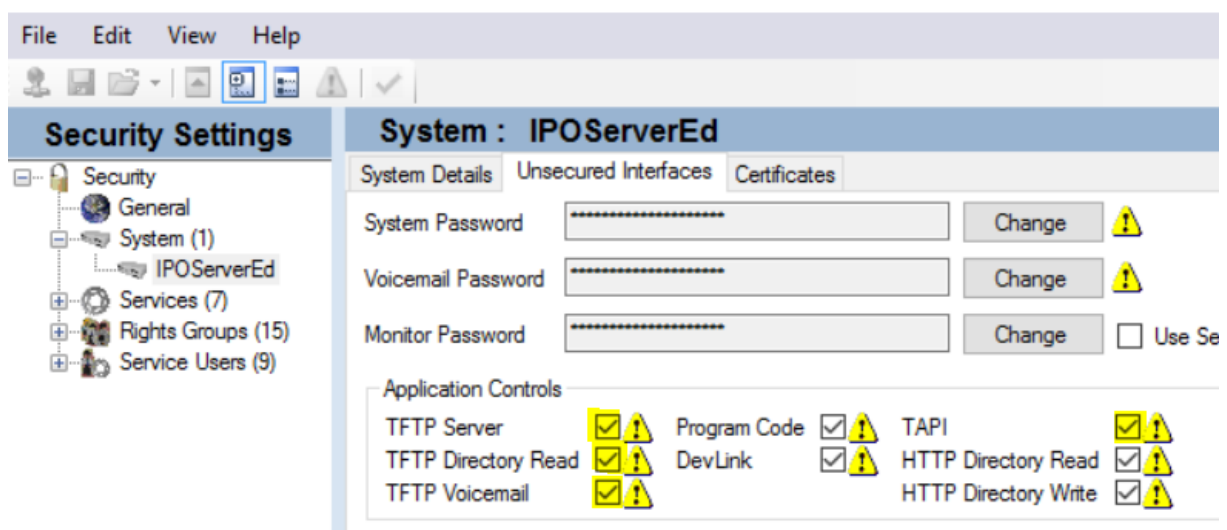 File Edit View Help
Security Settings
System : IPOServerEd
Security
General
System (1)
IPOServerEd
Services (7)
Rights Groups (15)
Service Users (9)
System Details Unsecured Interfaces Certificates
System Password ******************** Change
Voicemail Password ******************** Change
Monitor Password ******************** Change Use Se
Application Controls
TFTP Server Program Code TAPI
TFTP Directory Read DevLink HTTP Directory Read
TFTP Voicemail HTTP Directory Write